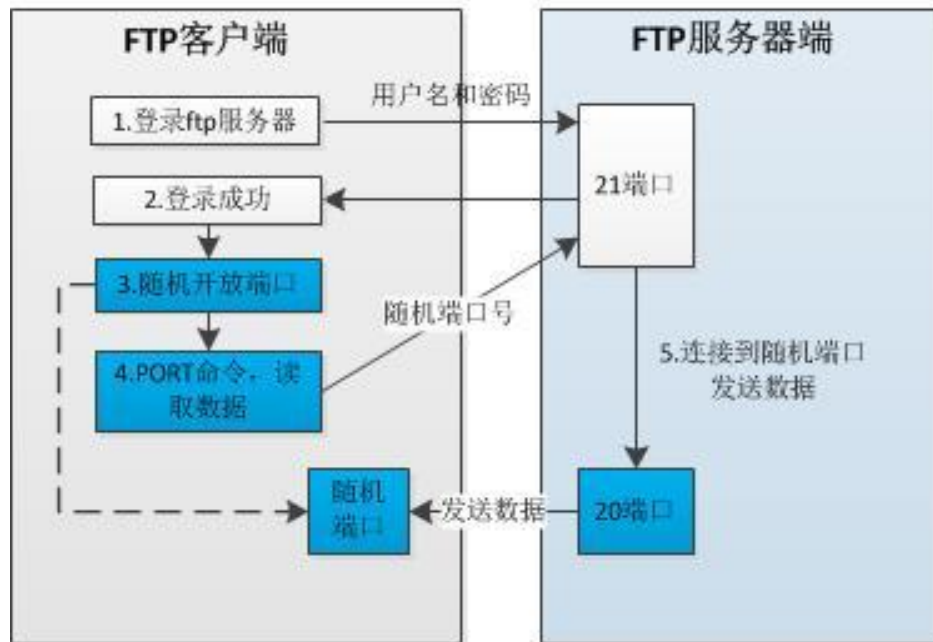 FTP客户端
FTP服务器端
用户名和密码
1.登录ftp服务器
21端口
2.登录成功
3.随机开放端口
随机端口号
4.PORT命令，读
取数据
5.连接到随机端口
发送数据
随机
端口
发送数据
20端口